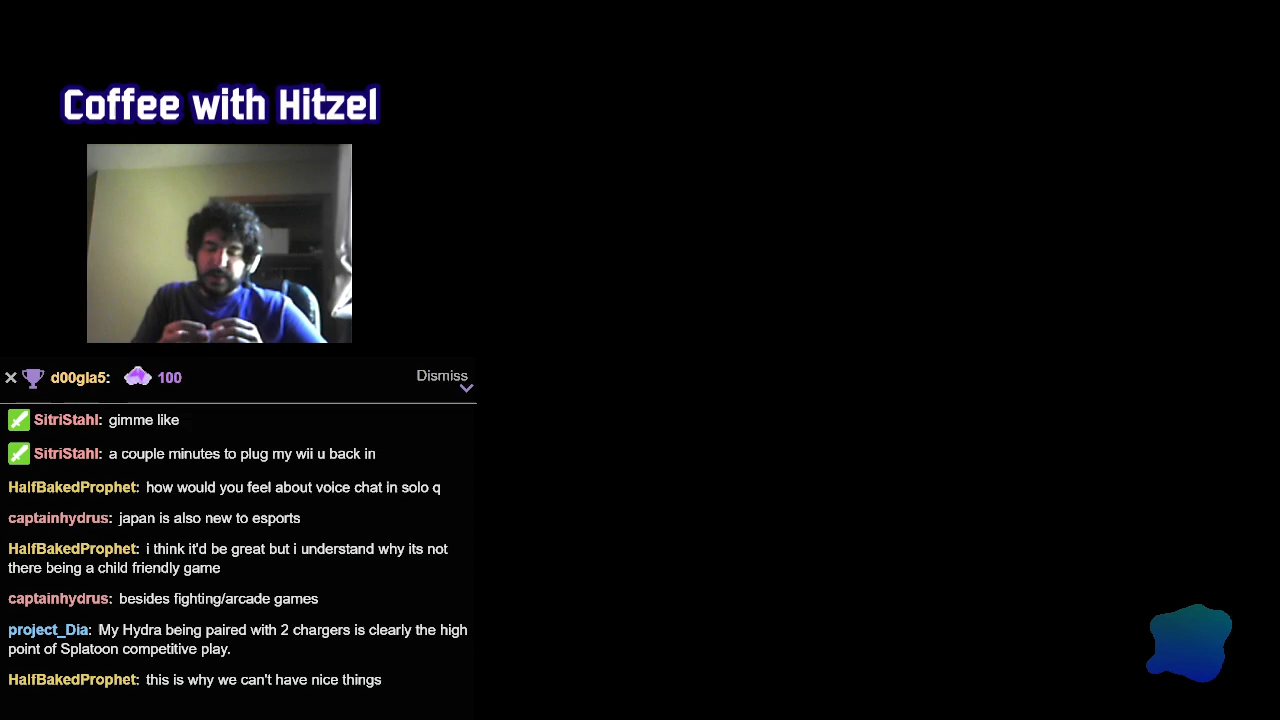 Coffee with Hitzel
d00gla5: 100 Dismiss
SitriStahl: gimme like
SitriStahl: a couple minutes to plug my wii u back in
HalfBakedProphet: how would you feel about voice chat in solo q
captainhydrus: japan is also new to esports
HalfBakedProphet: i think it'd be great but i understand why its not
there being a child friendly game
captainhydrus: besides fighting/arcade games
project_Dia: My Hydra being paired with 2 chargers is clearly the high
point of Splatoon competitive play.
HalfBakedProphet: this is why we can't have nice things